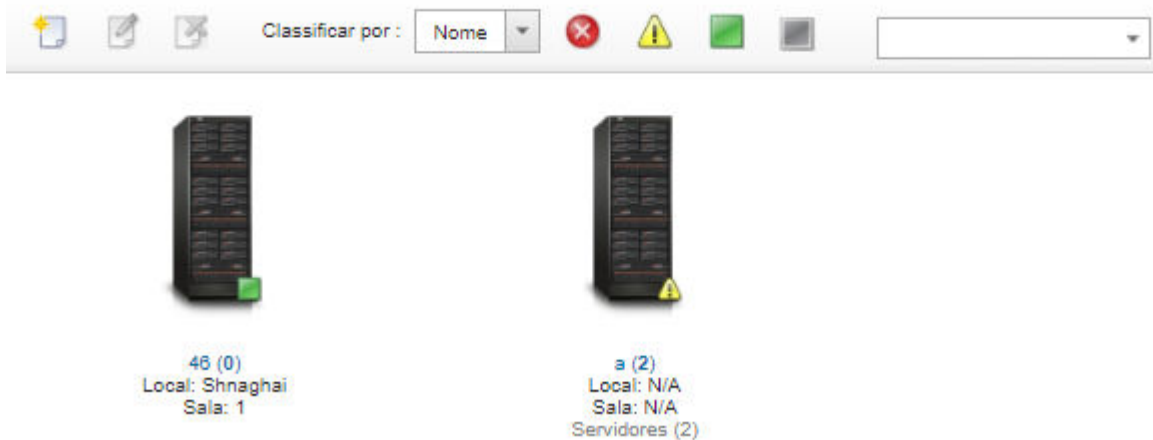 Classificar por : Nome
46 (0)
Local: Shnaghai
Sala: 1
a (2)
Local: N/A
Sala: N/A
Servidores (2)